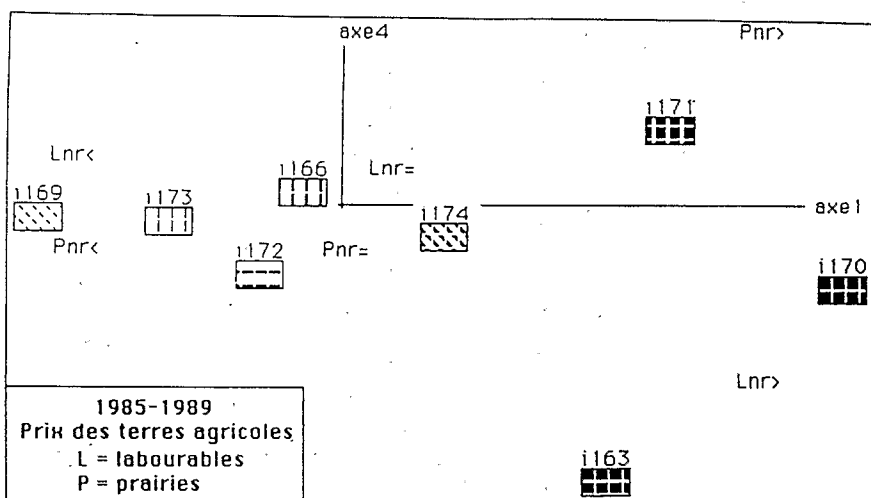 axe4
Pnr>
i171
Lnr<
i166
Lnr=
i169
i173
i174
axe1
Pnr<
i172
Pnr=
i170
Lnr>
1985-1989
Prix des terres agricoles
L = labourables
P = prairies
i163